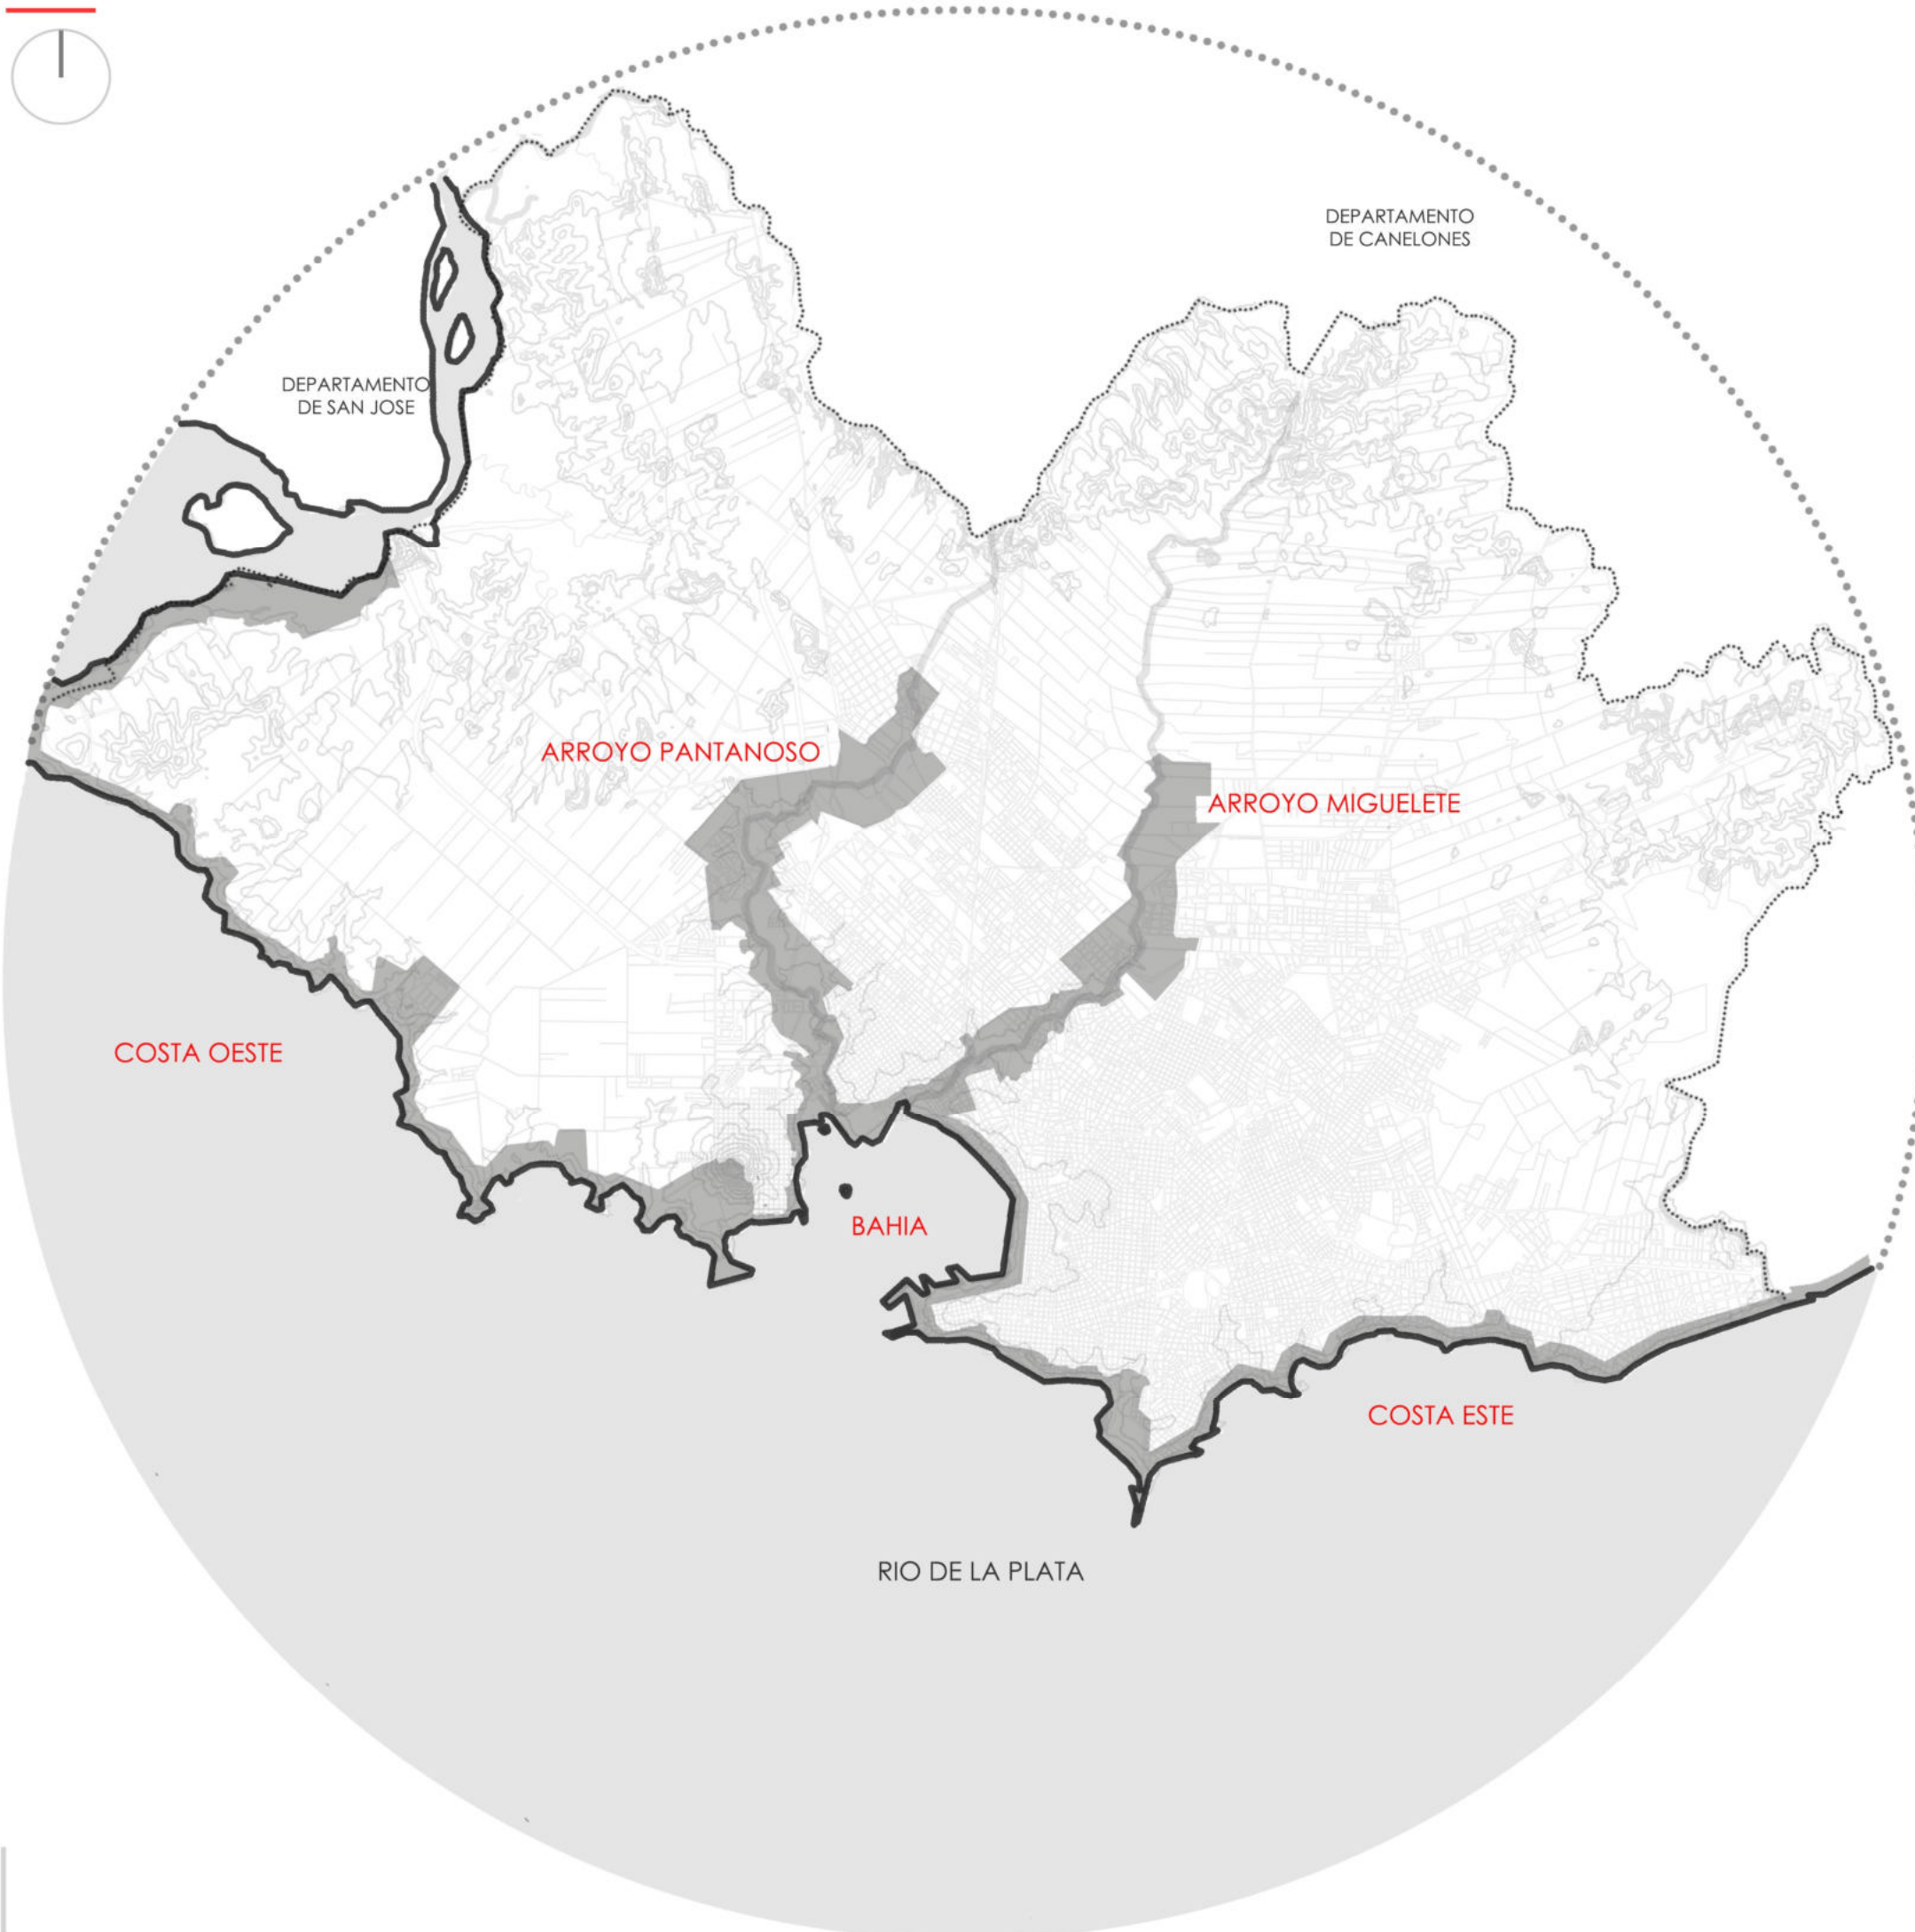 DEPARTAMENTO
DE CANELONES
DEPARTAMENTO
DE SAN JOSE
ARROYO PANTANOSO
ARROYO MIGUELETE
COSTA OESTE
BAHIA
COSTA ESTE
RIO DE LA PLATA